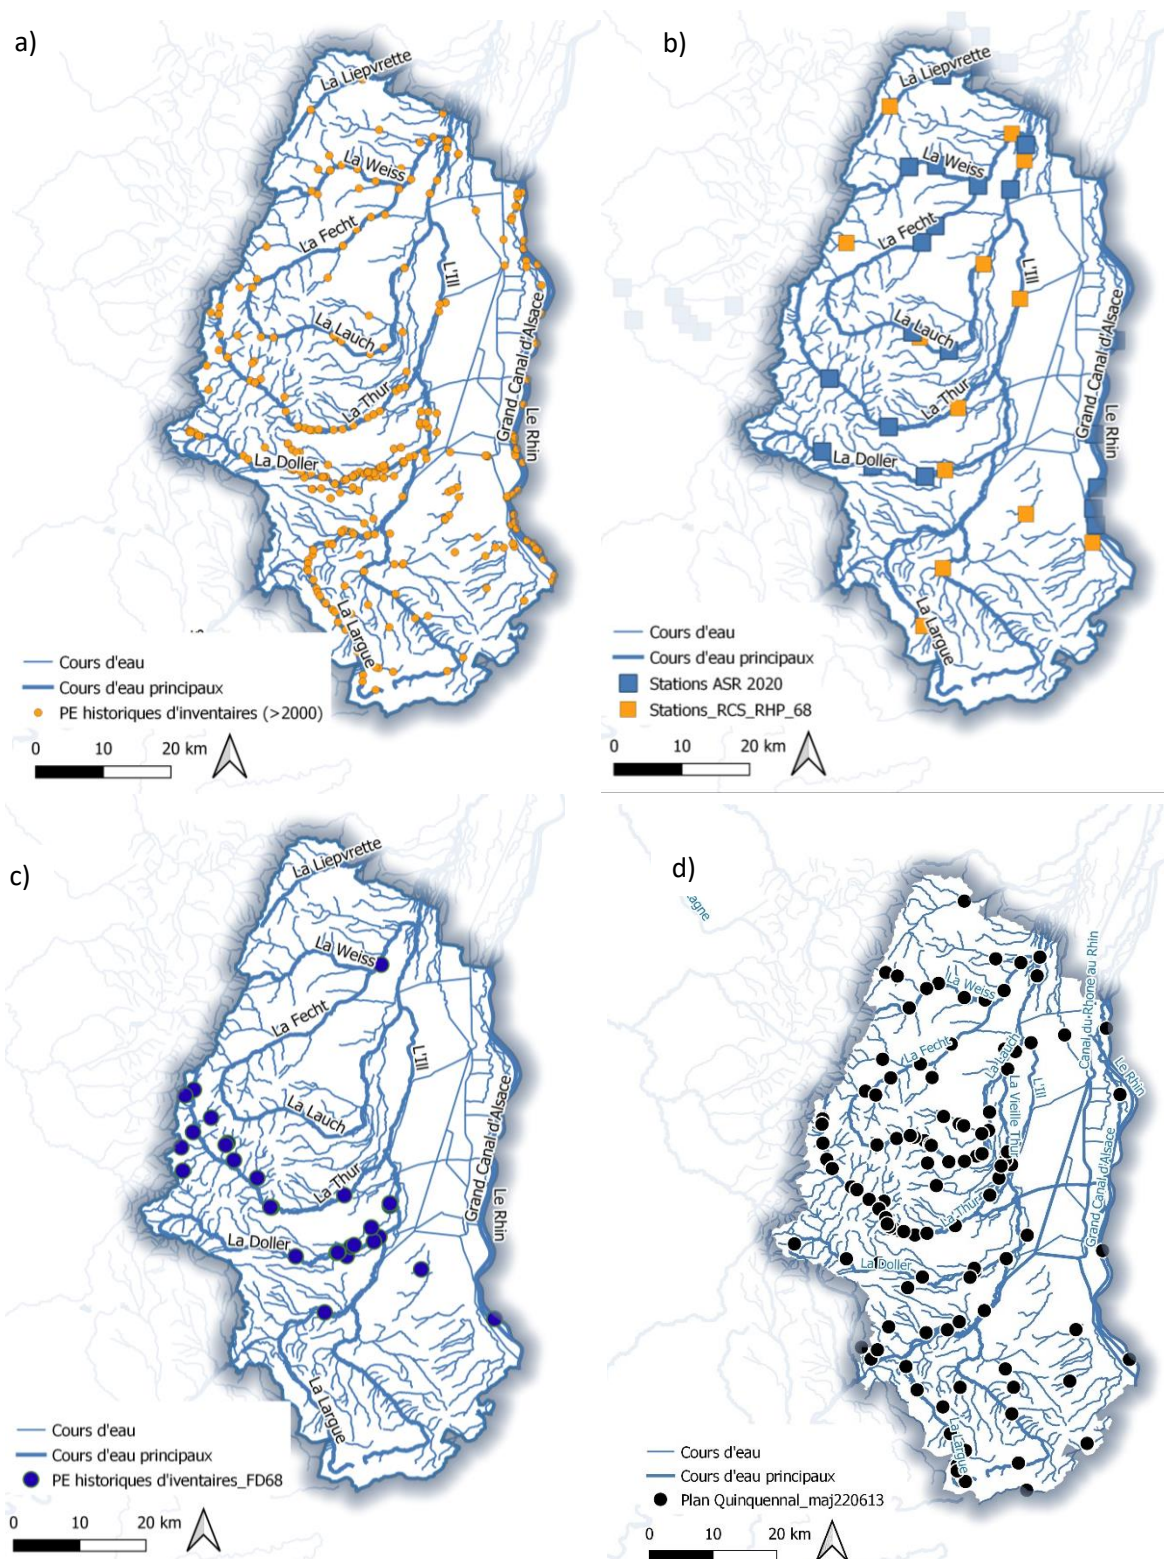 a)
La Liepvrette
La Weiss
La Fecht
L'Ill
La Lauch
Grand Canal d'Alsace
La Thur
Le Rhin
La Doller
La Largue
Cours d'eau
Cours d'eau principaux
PE historiques d'inventaires (>2000)
0 10 20 km
b)
La Liepvrette
La Weiss
La Fecht
L'Ill
La Lauch
Grand Canal d'Alsace
La Thur
Le Rhin
La Doller
La Largue
Cours d'eau
Cours d'eau principaux
Stations ASR 2020
Stations_RCS_RHP_68
0 10 20 km
c)
La Liepvrette
La Weiss
La Fecht
L'Ill
La Lauch
Grand Canal d'Alsace
La Thur
Le Rhin
La Doller
La Largue
Cours d'eau
Cours d'eau principaux
PE historiques d'iventaires_FD68
0 10 20 km
d)
agne
Canal du Rhone au Rhin
La Weiss
La Fecht
La Lauch
Le Rhin
La Vieille Thur
L'Ill
Grand Canal d'Alsace
La Thur
La Doller
La Largue
Cours d'eau
Cours d'eau principaux
Plan Quinquennal_maj220613
0 10 20 km